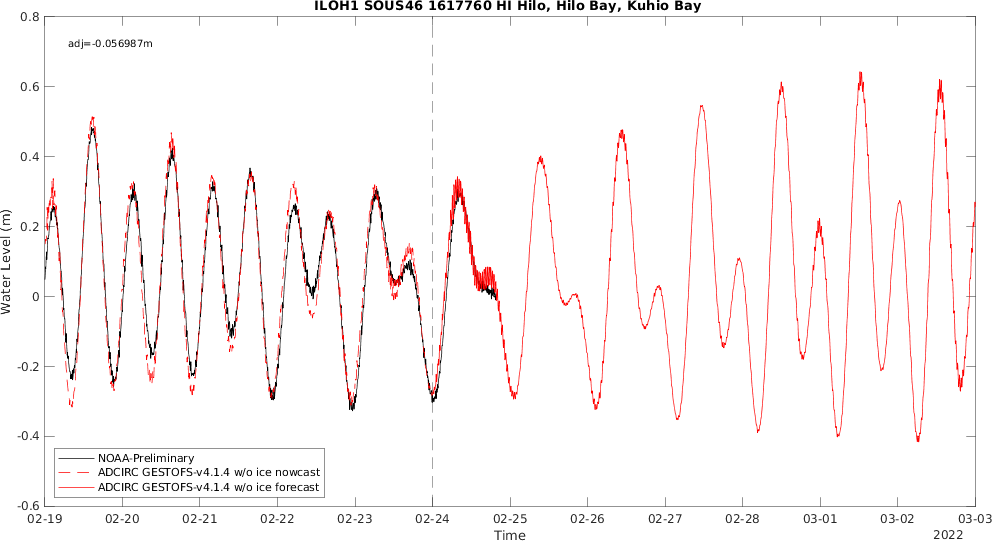 ILOH1 SOUS46 1617760 HI Hilo, Hilo Bay, Kuhio Bay
adj=-0.056987m
Water Level (m)
0.8
0.6
0.4
0.2
0
-0.2
-0.4
-0.6
NOAA-Preliminary
ADCIRC GESTOFS-v4.1.4 w/o ice nowcast
ADCIRC GESTOFS-v4.1.4 w/o ice forecast
02-19 02-20 02-21 02-22 02-23 02-24 02-25 02-26 02-27 02-28 03-01 03-02 03-03
Time
2022